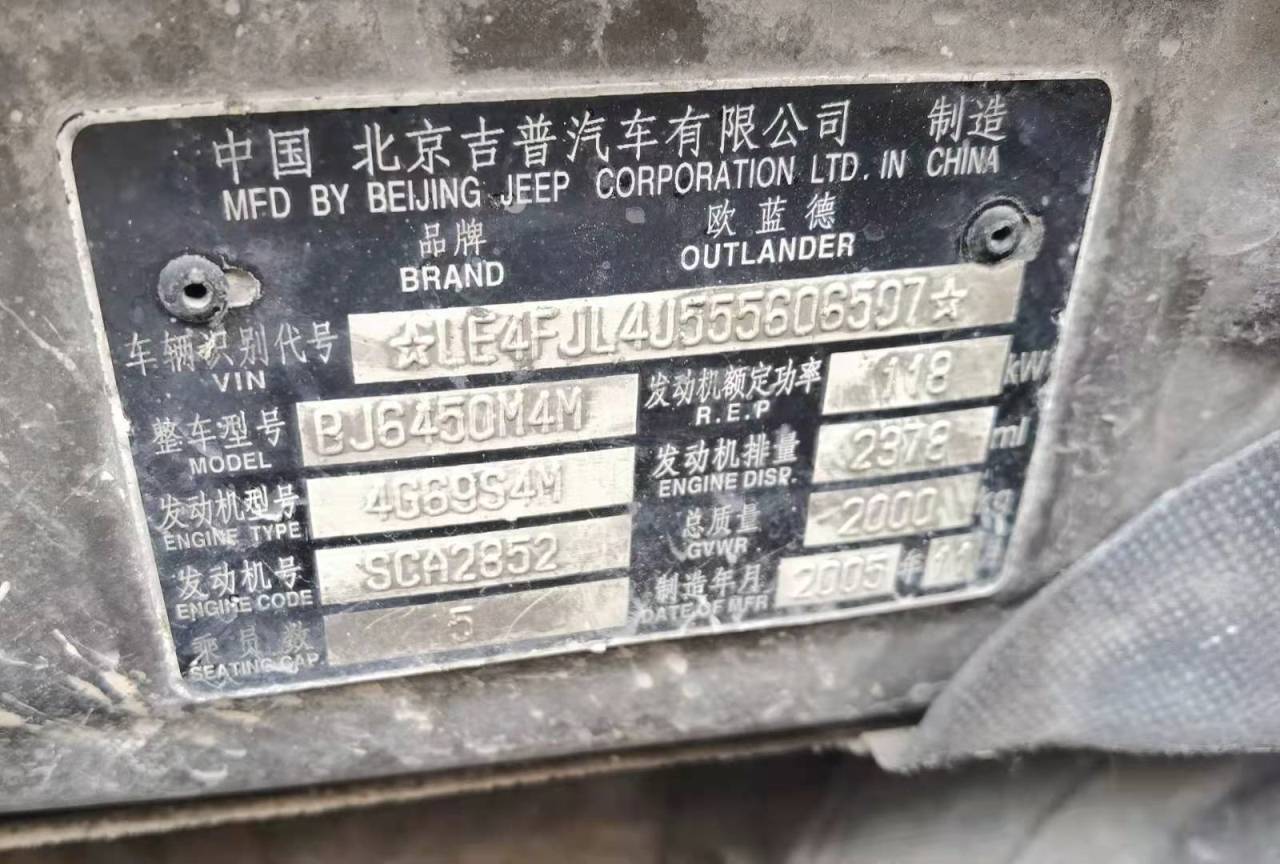 中国 北京吉普汽车有限公司 制造
MFD BY BEIJING JEEP CORPORATION LTD. IN CHINA
品牌 欧蓝德
BRAND OUTLANDER
车辆识别代号 ☆LE4FJL4J555606507☆
VIN
整车型号 BJ6450M4M 发动机额定功率 118 kW
MODEL R.E.P
发动机型号 4G69S4M 发动机排量 2378 ml
ENGINE TYPE ENGINE DISP.
发动机号 SCA2852 总质量 2000 kg
ENGINE CODE GVWR
乘员数 5 制造年月 2005 年 11
SEATING CAP. DATE OF MFR